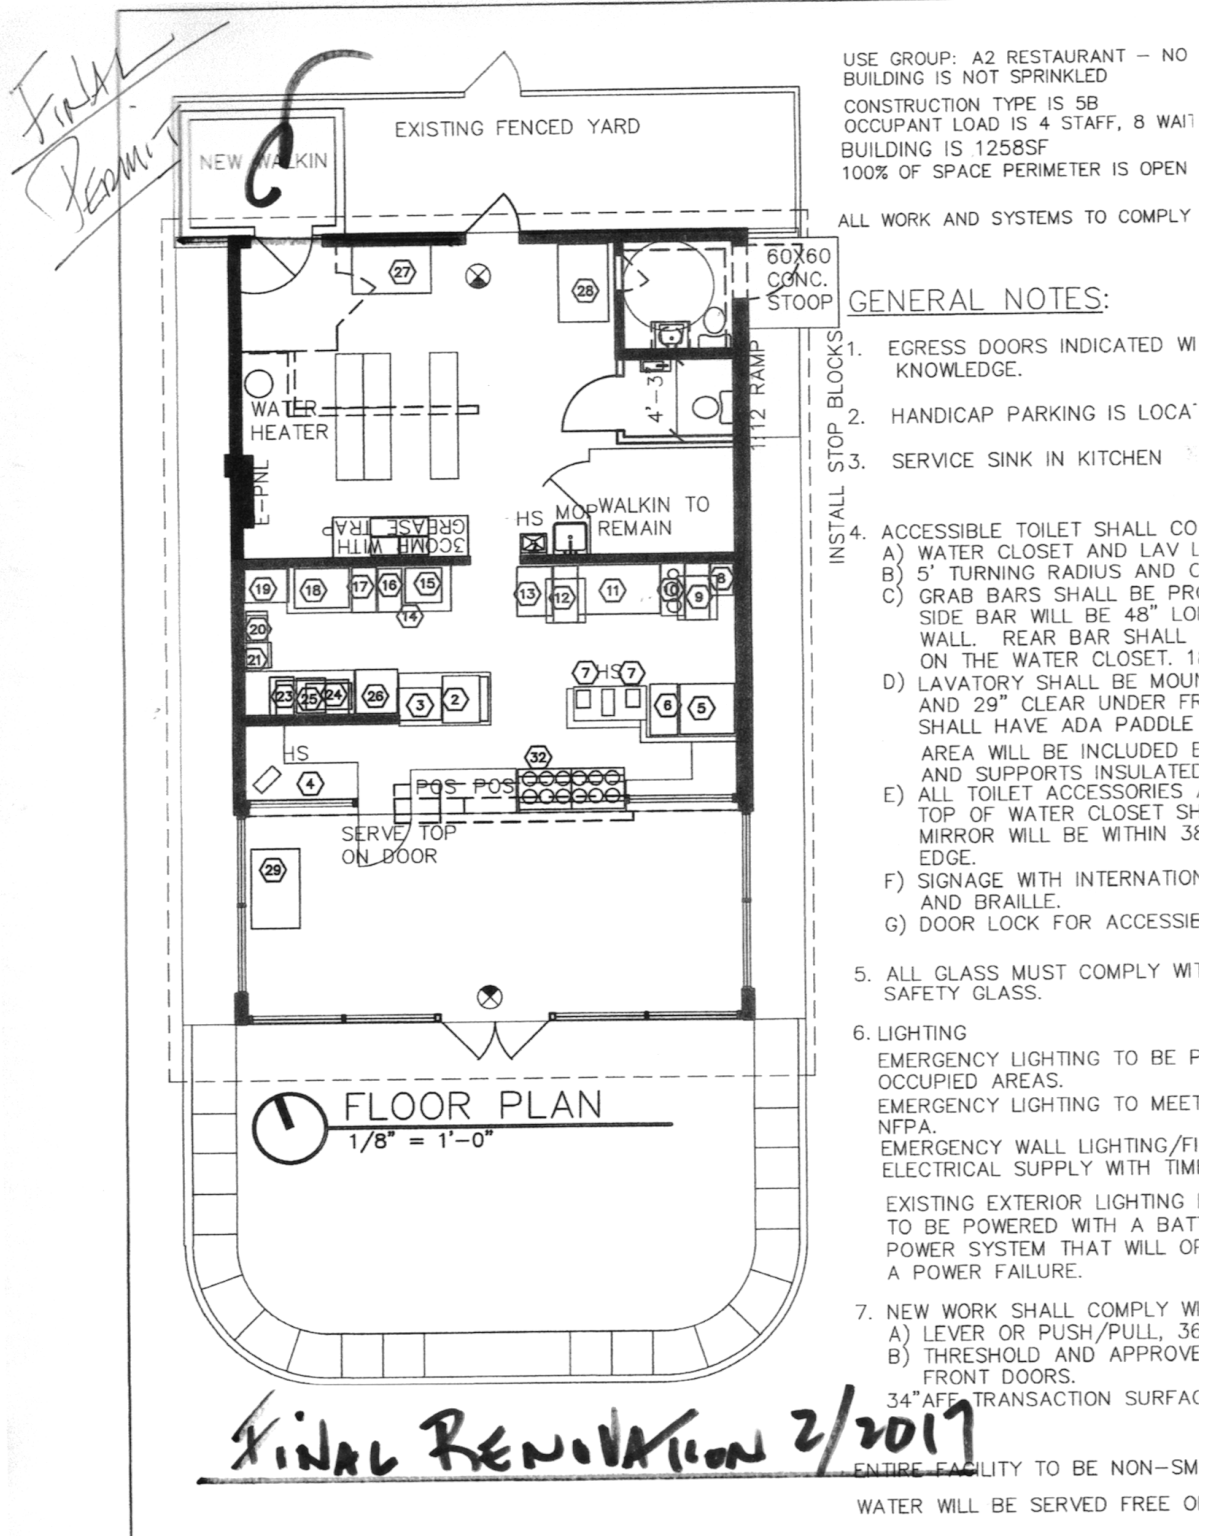 FINAL
PERMIT
EXISTING FENCED YARD
NEW WALKIN
27
28
60X60
CONC.
STOOP
WATER
HEATER
E-PNL
4'-3"
1:12 RAMP
INSTALL STOP BLOCKS
WALKIN TO
REMAIN
HS MOP
3COMP WITH
GREASE TRAP
19
18
17
16
15
14
13
12
11
10
9
8
20
21
23
25
24
26
3
2
7 HS 7
6
5
HS
4
32
POS POS
SERVE TOP
ON DOOR
29
FLOOR PLAN
1/8" = 1'-0"
FINAL RENOVATION 2/2017
USE GROUP: A2 RESTAURANT – NO
BUILDING IS NOT SPRINKLED
CONSTRUCTION TYPE IS 5B
OCCUPANT LOAD IS 4 STAFF, 8 WAIT
BUILDING IS 1258SF
100% OF SPACE PERIMETER IS OPEN
ALL WORK AND SYSTEMS TO COMPLY
GENERAL NOTES:
1. EGRESS DOORS INDICATED WI
KNOWLEDGE.
2. HANDICAP PARKING IS LOCAT
3. SERVICE SINK IN KITCHEN
4. ACCESSIBLE TOILET SHALL CO
A) WATER CLOSET AND LAV L
B) 5' TURNING RADIUS AND C
C) GRAB BARS SHALL BE PRO
SIDE BAR WILL BE 48" LO
WALL. REAR BAR SHALL
ON THE WATER CLOSET. 18
D) LAVATORY SHALL BE MOUN
AND 29" CLEAR UNDER FR
SHALL HAVE ADA PADDLE
AREA WILL BE INCLUDED B
AND SUPPORTS INSULATED
E) ALL TOILET ACCESSORIES A
TOP OF WATER CLOSET SH
MIRROR WILL BE WITHIN 38
EDGE.
F) SIGNAGE WITH INTERNATION
AND BRAILLE.
G) DOOR LOCK FOR ACCESSIB
5. ALL GLASS MUST COMPLY WIT
SAFETY GLASS.
6. LIGHTING
EMERGENCY LIGHTING TO BE P
OCCUPIED AREAS.
EMERGENCY LIGHTING TO MEET
NFPA.
EMERGENCY WALL LIGHTING/FI
ELECTRICAL SUPPLY WITH TIM
EXISTING EXTERIOR LIGHTING
TO BE POWERED WITH A BAT
POWER SYSTEM THAT WILL OP
A POWER FAILURE.
7. NEW WORK SHALL COMPLY WI
A) LEVER OR PUSH/PULL, 36
B) THRESHOLD AND APPROVE
FRONT DOORS.
34"AFF TRANSACTION SURFAC
ENTIRE FACILITY TO BE NON-SM
WATER WILL BE SERVED FREE O